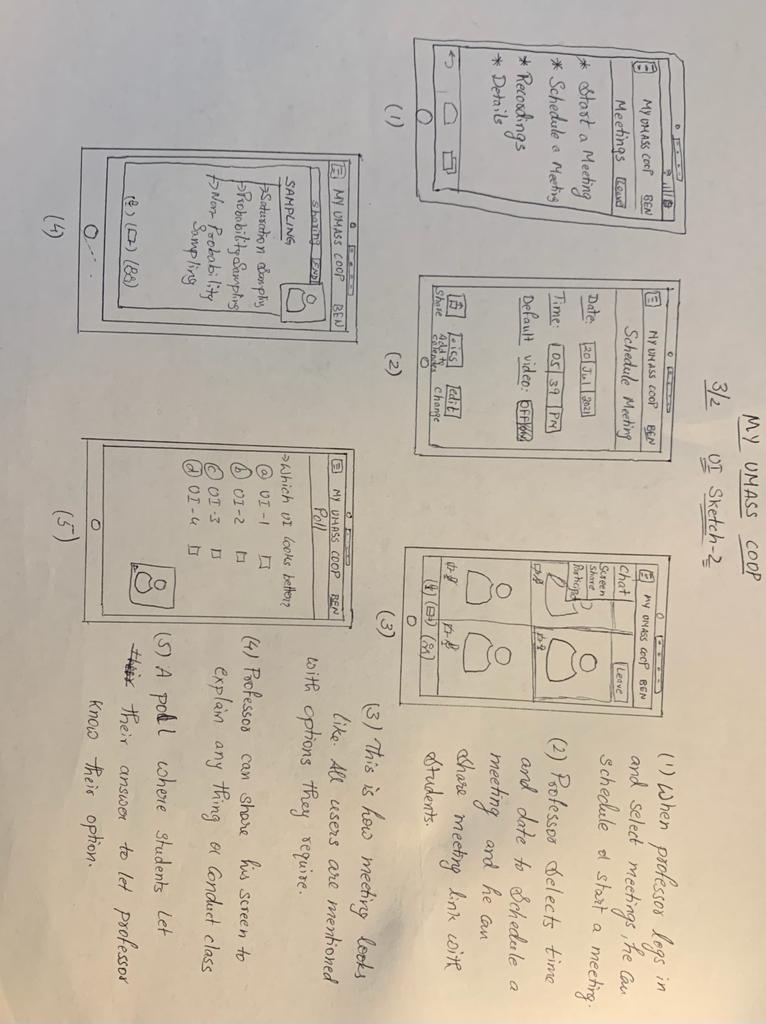 MY UMASS COOP
3/2 UI Sketch-2
MY UMASS COOP BEN
Meetings Leave
* Start a Meeting
* Schedule a Meeting
* Recordings
* Details
(1)
MY UMASS COOP BEN
Schedule Meeting
Date: 20 Jul 2021
Time: 05 39 PM
Default video: OFF
share Add to calender change
edit
(2)
MY UMASS COOP BEN
Chat Leave
Screen share
(3)
MY UMASS COOP BEN
sharing END
SAMPLING
→Saturation
→Probability Sampling
→Non Probability
Sampling
(4)
MY UMASS COOP BEN
Poll
→Which UI looks better?
a UI-1
b UI-2
c UI-3
d UI-4
(5)
(1) When professor logs in
and select meetings, he can
schedule a start a meeting.
(2) Professor Selects time
and date to Schedule a
meeting and he can
share meeting link with
students.
(3) This is how meeting looks
like. All users are mentioned
with options they require.
(4) Professor can share his screen to
explain any thing or Conduct class
(5) A poll where students Let
their answer to let professor
know their option.